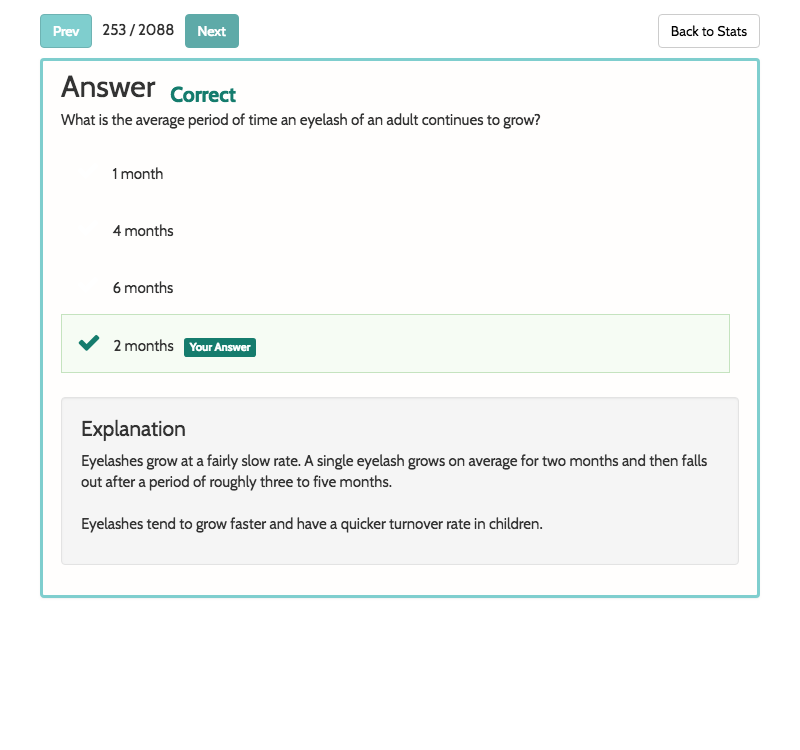 Prev 253 / 2088 Next Back to Stats
Answer Correct
What is the average period of time an eyelash of an adult continues to grow?
1 month
4 months
6 months
2 months Your Answer
Explanation
Eyelashes grow at a fairly slow rate. A single eyelash grows on average for two months and then falls
out after a period of roughly three to five months.
Eyelashes tend to grow faster and have a quicker turnover rate in children.